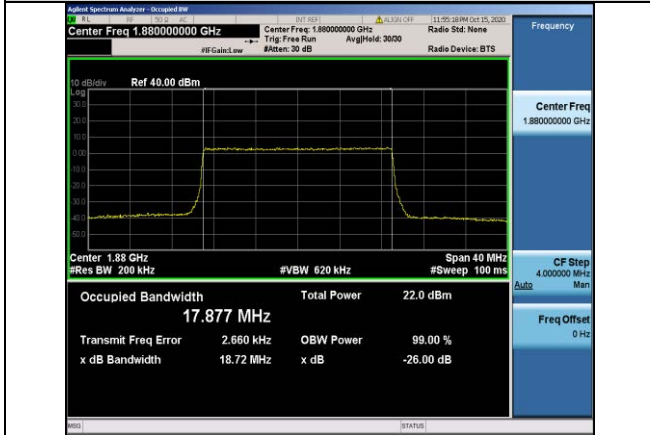 Agilent Spectrum Analyzer - Occupied BW
RL RF 50 Ω AC INT REF ALIGN OFF 11:55:18 PM Oct 15, 2020
Center Freq 1.880000000 GHz Center Freq: 1.880000000 GHz Radio Std: None Frequency
Trig: Free Run Avg|Hold: 30/30
#IFGain:Low #Atten: 30 dB Radio Device: BTS
10 dB/div Ref 40.00 dBm
Log
30.0
20.0
10.0
0.00
-10.0
-20.0
-30.0
-40.0
-50.0
Center Freq
1.880000000 GHz
Center 1.88 GHz Span 40 MHz
#Res BW 200 kHz #VBW 620 kHz #Sweep 100 ms
CF Step
4.000000 MHz
Auto Man
Occupied Bandwidth Total Power 22.0 dBm
17.877 MHz
Transmit Freq Error 2.660 kHz OBW Power 99.00 %
x dB Bandwidth 18.72 MHz x dB -26.00 dB
Freq Offset
0 Hz
MSG STATUS